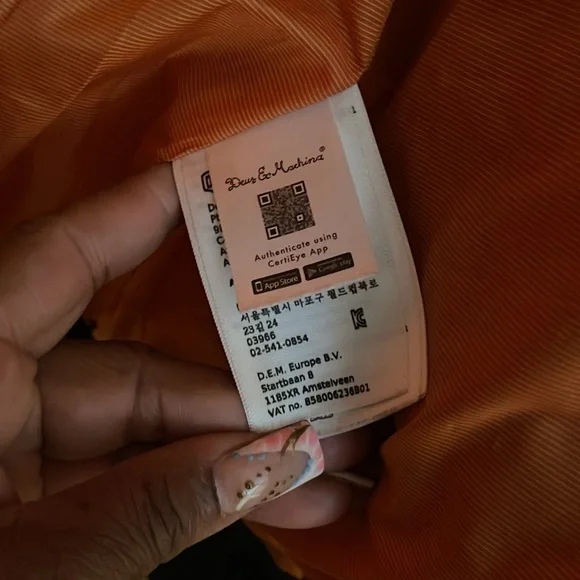 1
Deus Ex Machina®
Authenticate using
CertiEye App
App Store
Google play
서울특별시 마포구 월드컵북로
23길 24
03966
02-541-0854
D.E.M. Europe B.V.
Startbaan 8
1185XR Amstelveen
VAT no. 858006236B01